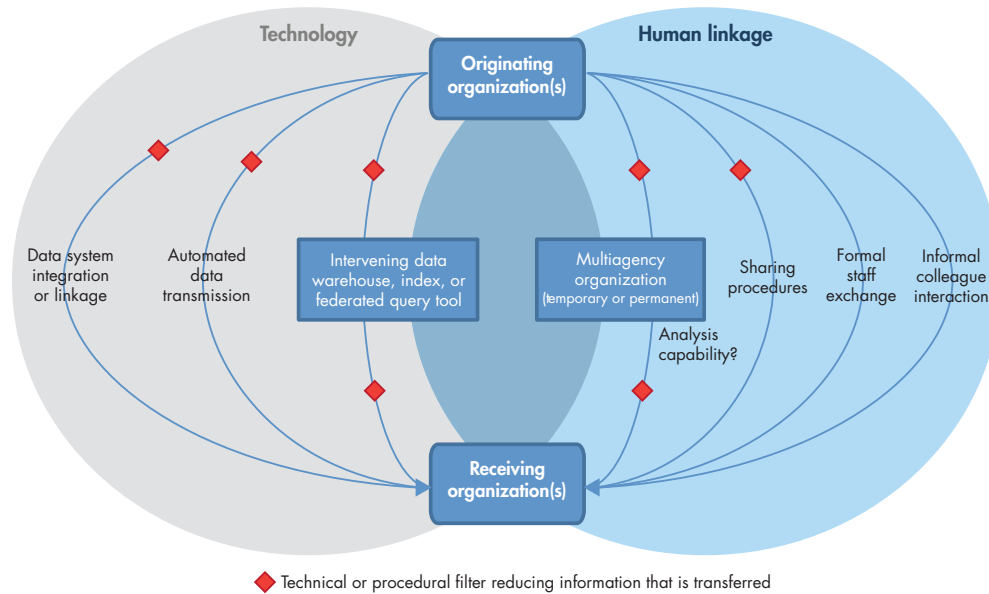 Technology
Human linkage
Originating
organization(s)
Data system
integration
or linkage
Automated
data
transmission
Intervening data
warehouse, index, or
federated query tool
Multiagency
organization
(temporary or permanent)
Analysis
capability?
Sharing
procedures
Formal
staff
exchange
Informal
colleague
interaction
Receiving
organization(s)
Technical or procedural filter reducing information that is transferred